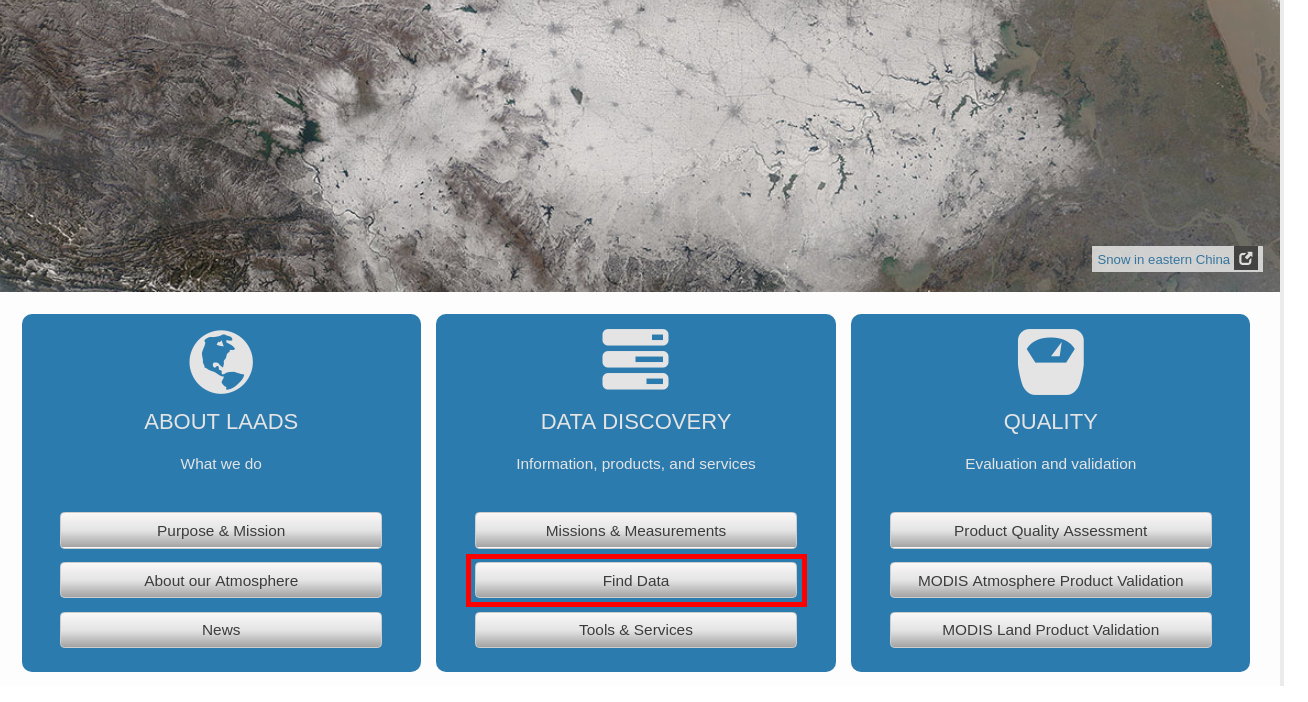 Snow in eastern China
ABOUT LAADS
What we do
Purpose & Mission
About our Atmosphere
News
DATA DISCOVERY
Information, products, and services
Missions & Measurements
Find Data
Tools & Services
QUALITY
Evaluation and validation
Product Quality Assessment
MODIS Atmosphere Product Validation
MODIS Land Product Validation